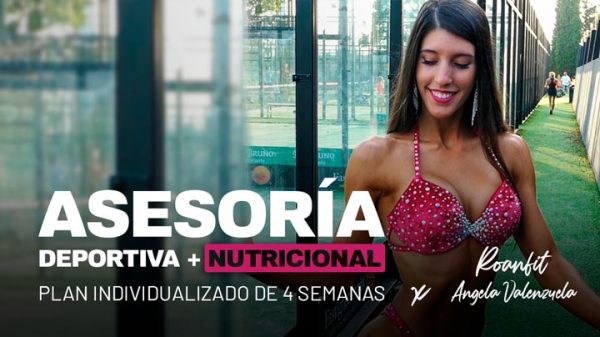 ASESORÍA
DEPORTIVA + NUTRICIONAL
PLAN INDIVIDUALIZADO DE 4 SEMANAS
Roanfit
x Angela Valenzuela